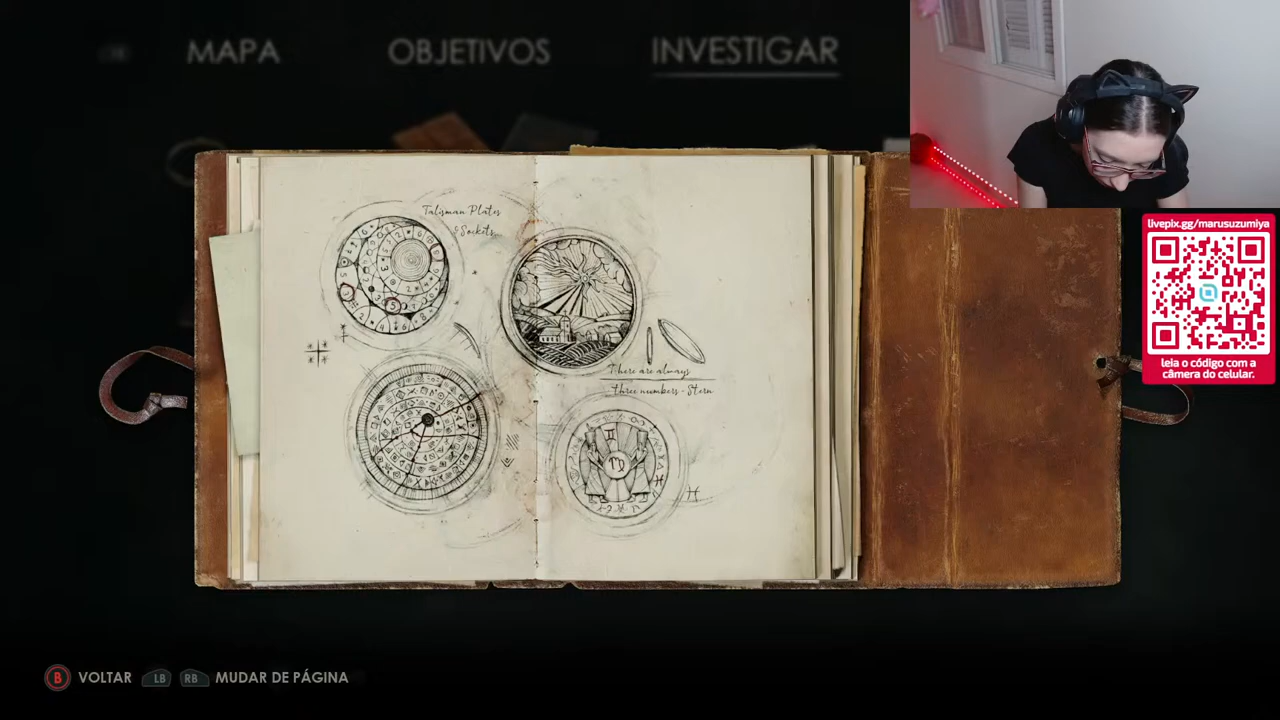 MAPA
OBJETIVOS
INVESTIGAR
livepix.gg/marusuzumiya
leia o código com a
câmera do celular.
Talisman Plates
& Sockets
There are always
three numbers - Stern
B VOLTAR LB RB MUDAR DE PÁGINA